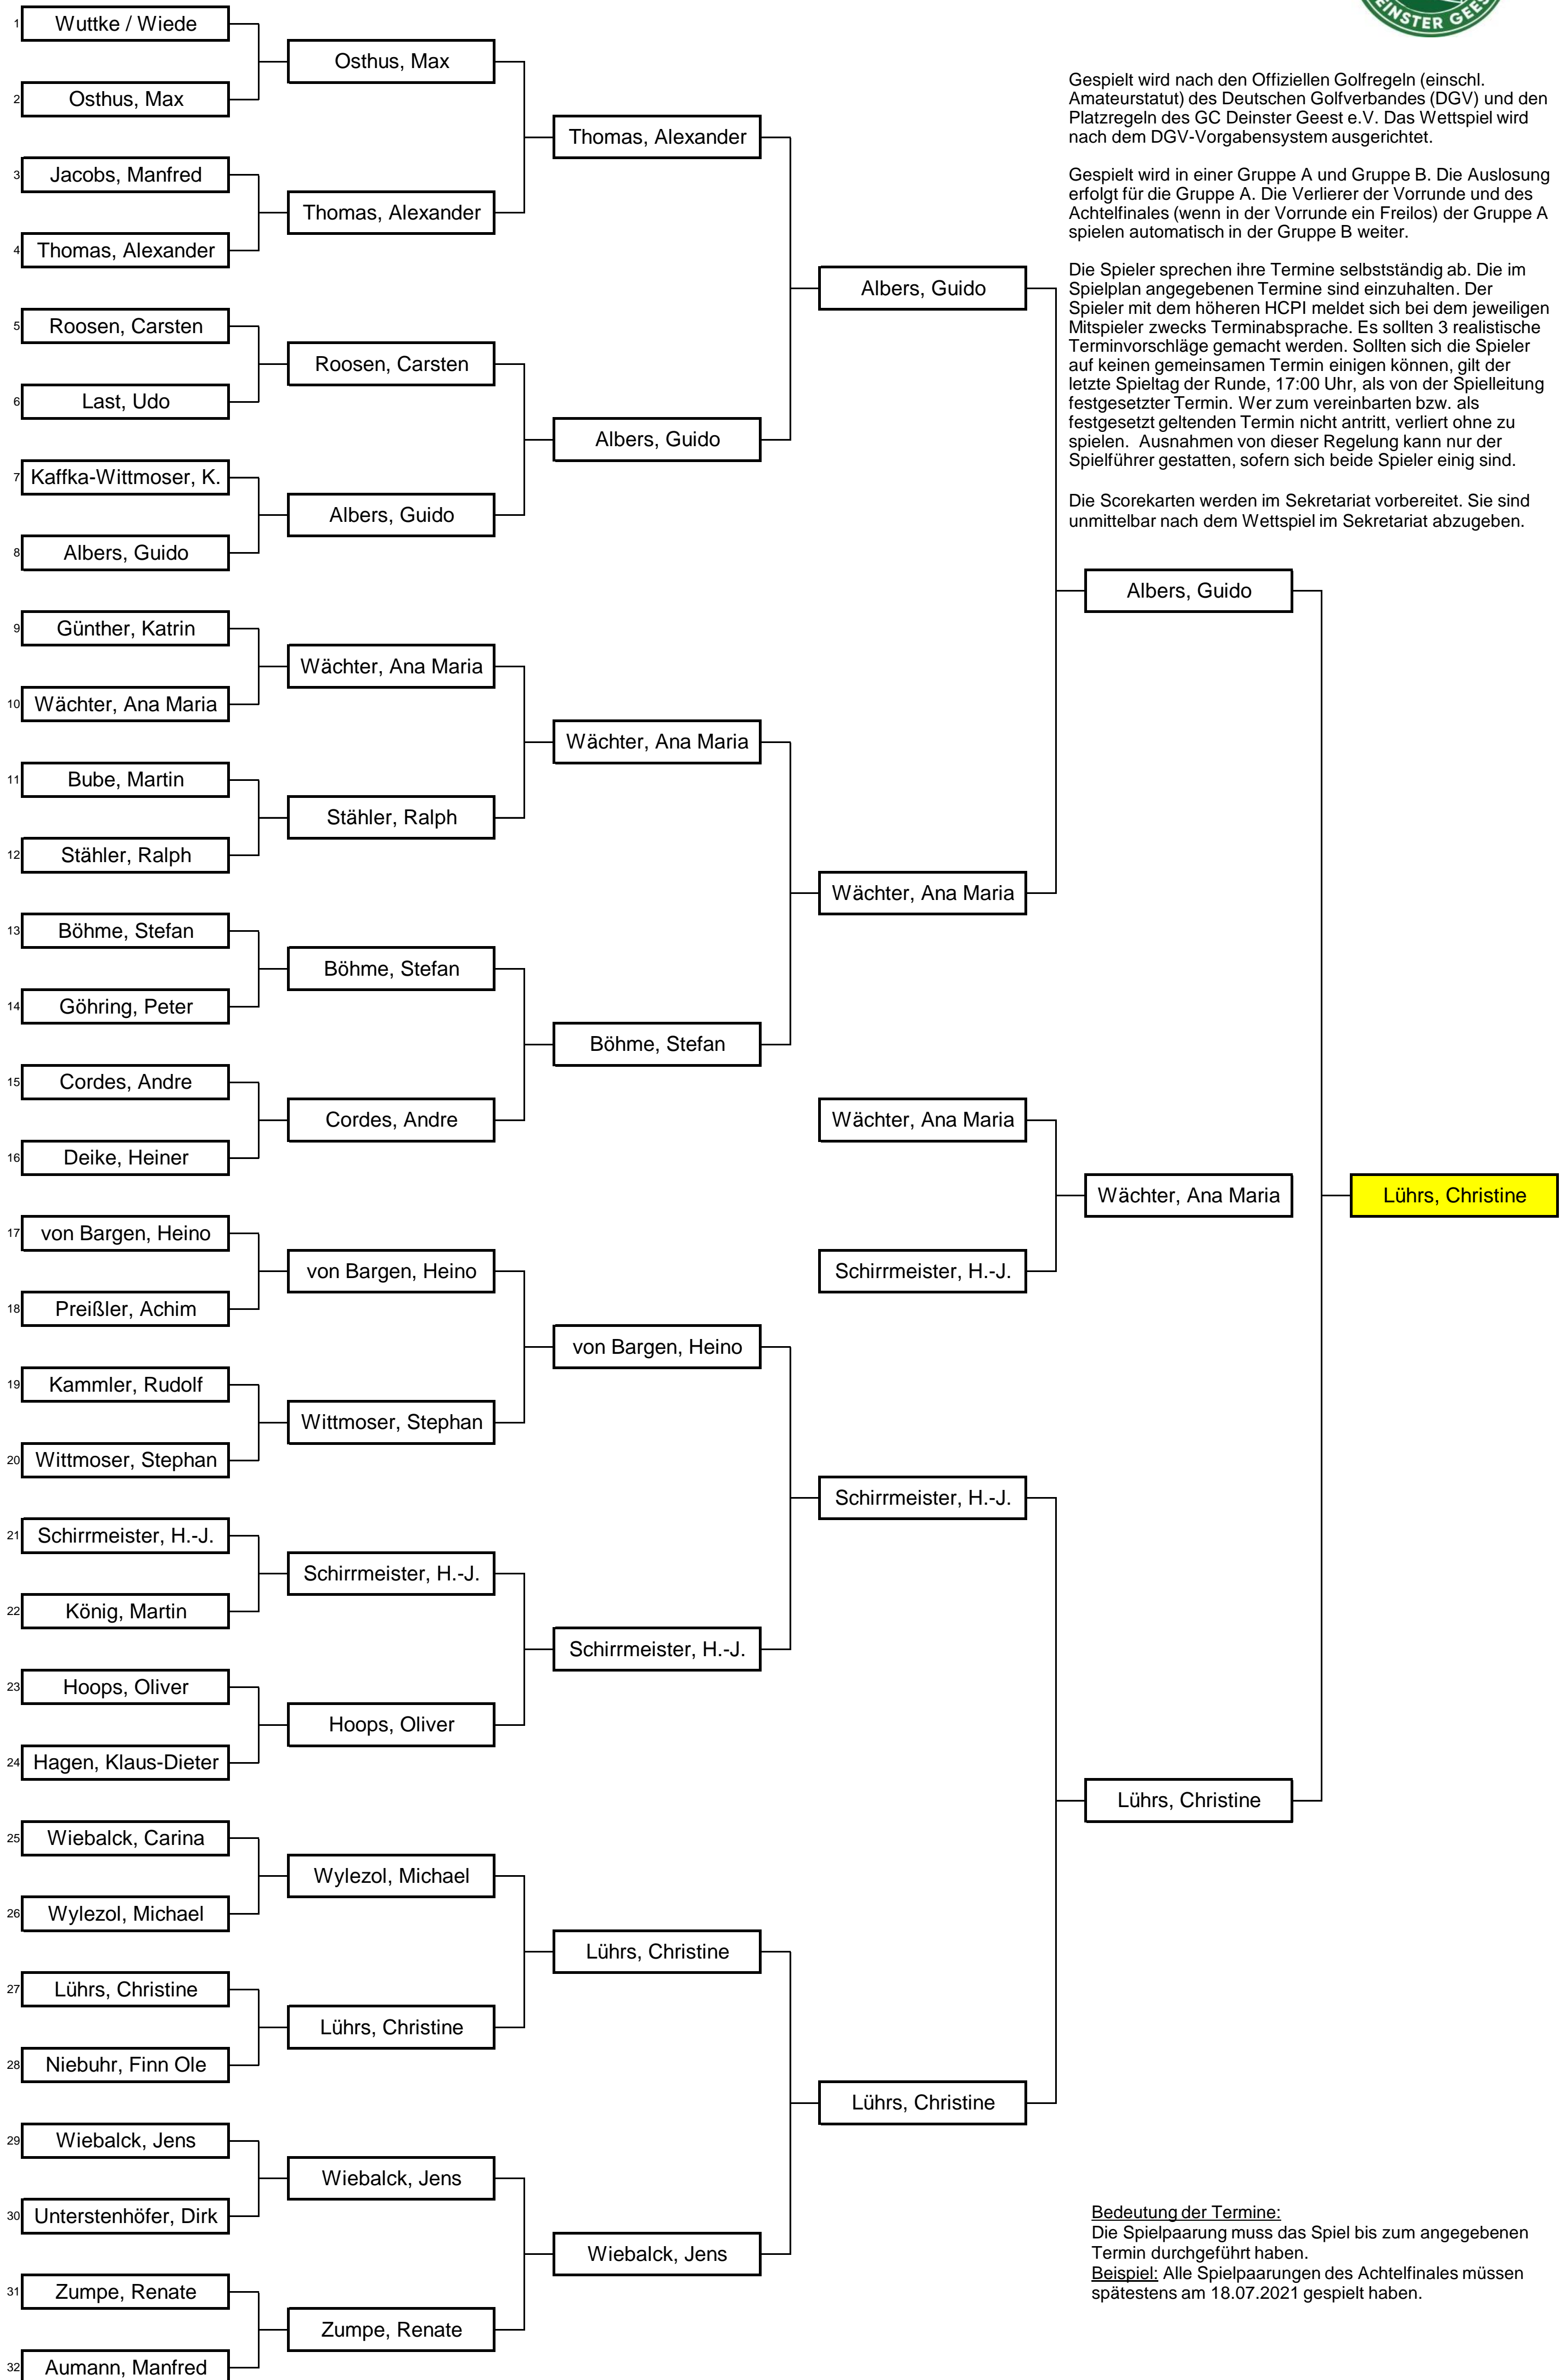 EINSTER GEES
1 Wuttke / Wiede
2 Osthus, Max
3 Jacobs, Manfred
4 Thomas, Alexander
5 Roosen, Carsten
6 Last, Udo
7 Kaffka-Wittmoser, K.
8 Albers, Guido
9 Günther, Katrin
10 Wächter, Ana Maria
11 Bube, Martin
12 Stähler, Ralph
13 Böhme, Stefan
14 Göhring, Peter
15 Cordes, Andre
16 Deike, Heiner
17 von Bargen, Heino
18 Preißler, Achim
19 Kammler, Rudolf
20 Wittmoser, Stephan
21 Schirrmeister, H.-J.
22 König, Martin
23 Hoops, Oliver
24 Hagen, Klaus-Dieter
25 Wiebalck, Carina
26 Wylezol, Michael
27 Lührs, Christine
28 Niebuhr, Finn Ole
29 Wiebalck, Jens
30 Unterstenhöfer, Dirk
31 Zumpe, Renate
32 Aumann, Manfred
Osthus, Max
Thomas, Alexander
Roosen, Carsten
Albers, Guido
Wächter, Ana Maria
Stähler, Ralph
Böhme, Stefan
Cordes, Andre
von Bargen, Heino
Wittmoser, Stephan
Schirrmeister, H.-J.
Hoops, Oliver
Wylezol, Michael
Lührs, Christine
Wiebalck, Jens
Zumpe, Renate
Thomas, Alexander
Albers, Guido
Wächter, Ana Maria
Böhme, Stefan
von Bargen, Heino
Schirrmeister, H.-J.
Lührs, Christine
Wiebalck, Jens
Albers, Guido
Wächter, Ana Maria
Wächter, Ana Maria
Schirrmeister, H.-J.
Schirrmeister, H.-J.
Lührs, Christine
Gespielt wird nach den Offiziellen Golfregeln (einschl.
Amateurstatut) des Deutschen Golfverbandes (DGV) und den
Platzregeln des GC Deinster Geest e.V. Das Wettspiel wird
nach dem DGV-Vorgabensystem ausgerichtet.
Gespielt wird in einer Gruppe A und Gruppe B. Die Auslosung
erfolgt für die Gruppe A. Die Verlierer der Vorrunde und des
Achtelfinales (wenn in der Vorrunde ein Freilos) der Gruppe A
spielen automatisch in der Gruppe B weiter.
Die Spieler sprechen ihre Termine selbstständig ab. Die im
Spielplan angegebenen Termine sind einzuhalten. Der
Spieler mit dem höheren HCPI meldet sich bei dem jeweiligen
Mitspieler zwecks Terminabsprache. Es sollten 3 realistische
Terminvorschläge gemacht werden. Sollten sich die Spieler
auf keinen gemeinsamen Termin einigen können, gilt der
letzte Spieltag der Runde, 17:00 Uhr, als von der Spielleitung
festgesetzter Termin. Wer zum vereinbarten bzw. als
festgesetzt geltenden Termin nicht antritt, verliert ohne zu
spielen. Ausnahmen von dieser Regelung kann nur der
Spielführer gestatten, sofern sich beide Spieler einig sind.
Die Scorekarten werden im Sekretariat vorbereitet. Sie sind
unmittelbar nach dem Wettspiel im Sekretariat abzugeben.
Albers, Guido
Wächter, Ana Maria
Lührs, Christine
Lührs, Christine
Bedeutung der Termine:
Die Spielpaarung muss das Spiel bis zum angegebenen
Termin durchgeführt haben.
Beispiel: Alle Spielpaarungen des Achtelfinales müssen
spätestens am 18.07.2021 gespielt haben.